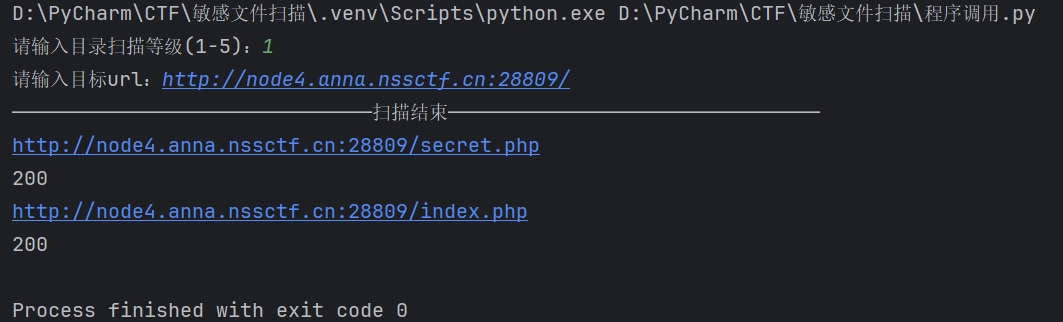 D:\PyCharm\CTF\敏感文件扫描\.venv\Scripts\python.exe D:\PyCharm\CTF\敏感文件扫描\程序调用.py
请输入目录扫描等级(1-5)：1
请输入目标url：http://node4.anna.nssctf.cn:28809/
——————————————————————————————扫描结束———————————————————————————————
http://node4.anna.nssctf.cn:28809/secret.php
200
http://node4.anna.nssctf.cn:28809/index.php
200
Process finished with exit code 0